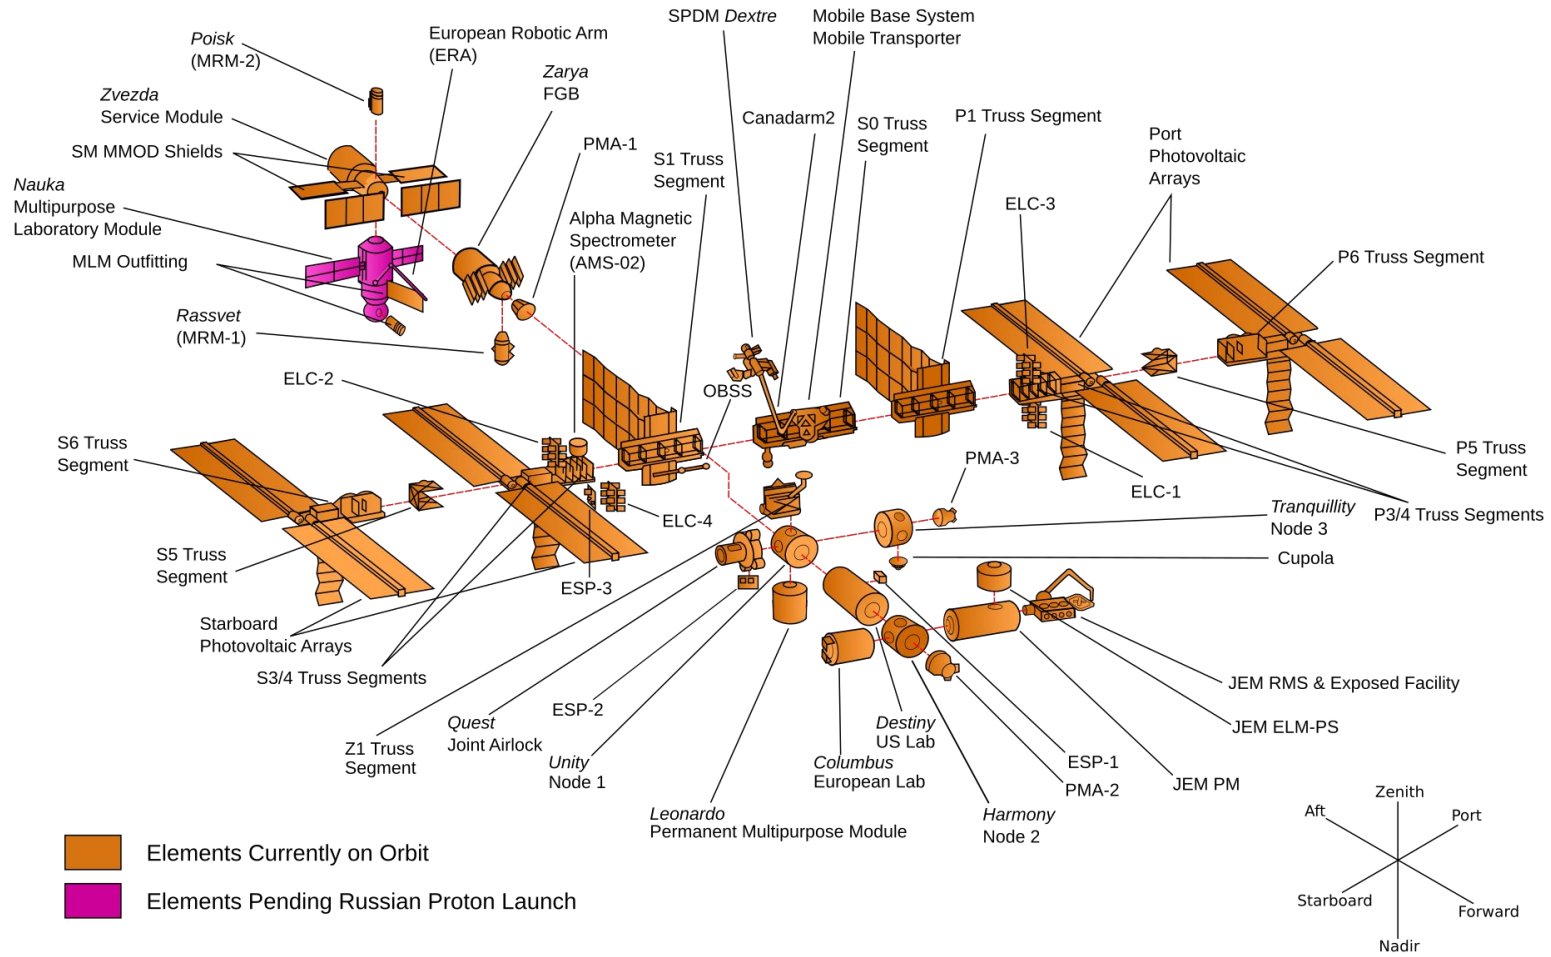 SPDM Dextre
Mobile Base System
Mobile Transporter
Poisk
(MRM-2)
European Robotic Arm
(ERA)
Zarya
FGB
Zvezda
Service Module
Canadarm2
S0 Truss
Segment
P1 Truss Segment
PMA-1
S1 Truss
Segment
Port
Photovoltaic
Arrays
SM MMOD Shields
Nauka
Multipurpose
Laboratory Module
ELC-3
Alpha Magnetic
Spectrometer
(AMS-02)
MLM Outfitting
P6 Truss Segment
Rassvet
(MRM-1)
ELC-2
OBSS
S6 Truss
Segment
P5 Truss
Segment
PMA-3
ELC-1
Tranquillity
Node 3
P3/4 Truss Segments
ELC-4
S5 Truss
Segment
Cupola
ESP-3
Starboard
Photovoltaic Arrays
S3/4 Truss Segments
JEM RMS & Exposed Facility
ESP-2
Quest
Joint Airlock
Z1 Truss
Segment
Destiny
US Lab
JEM ELM-PS
Unity
Node 1
Columbus
European Lab
ESP-1
PMA-2
JEM PM
Leonardo
Permanent Multipurpose Module
Harmony
Node 2
Zenith
Aft
Port
Starboard
Forward
Nadir
Elements Currently on Orbit
Elements Pending Russian Proton Launch